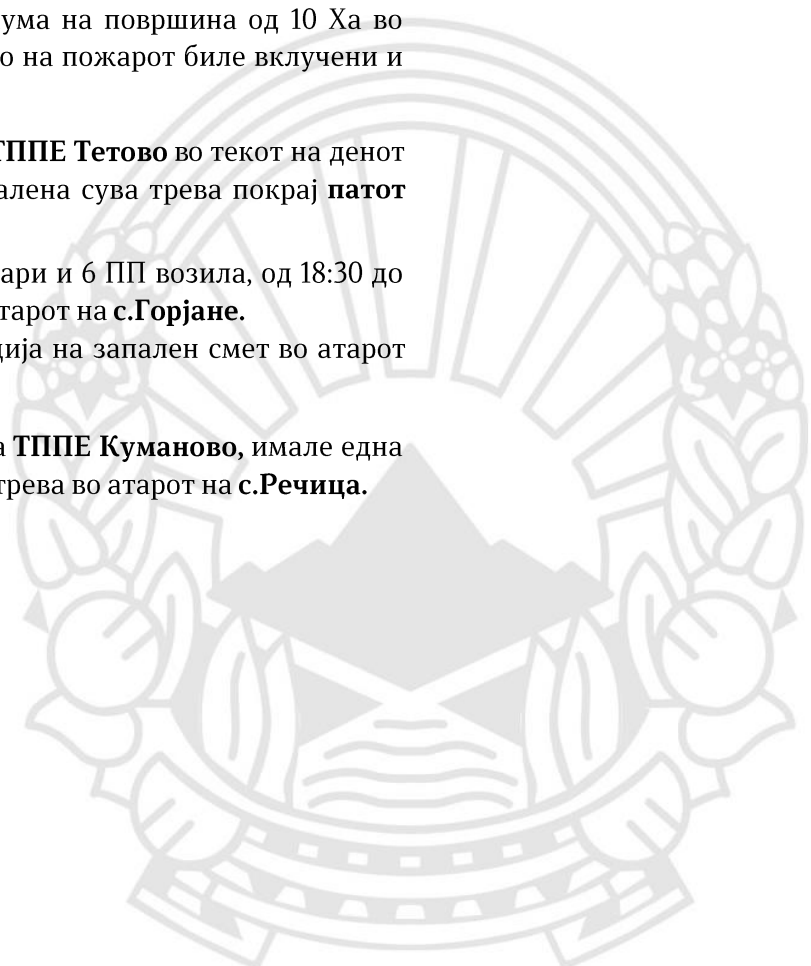 ума на површина од 10 Ха во
о на пожарот биле вклучени и
ТППЕ Тетово во текот на денот
алена сува трева покрај патот
ари и 6 ПП возила, од 18:30 до
тарот на с.Горјане.
ија на запален смет во атарот
а ТППЕ Куманово, имале една
трева во атарот на с.Речица.